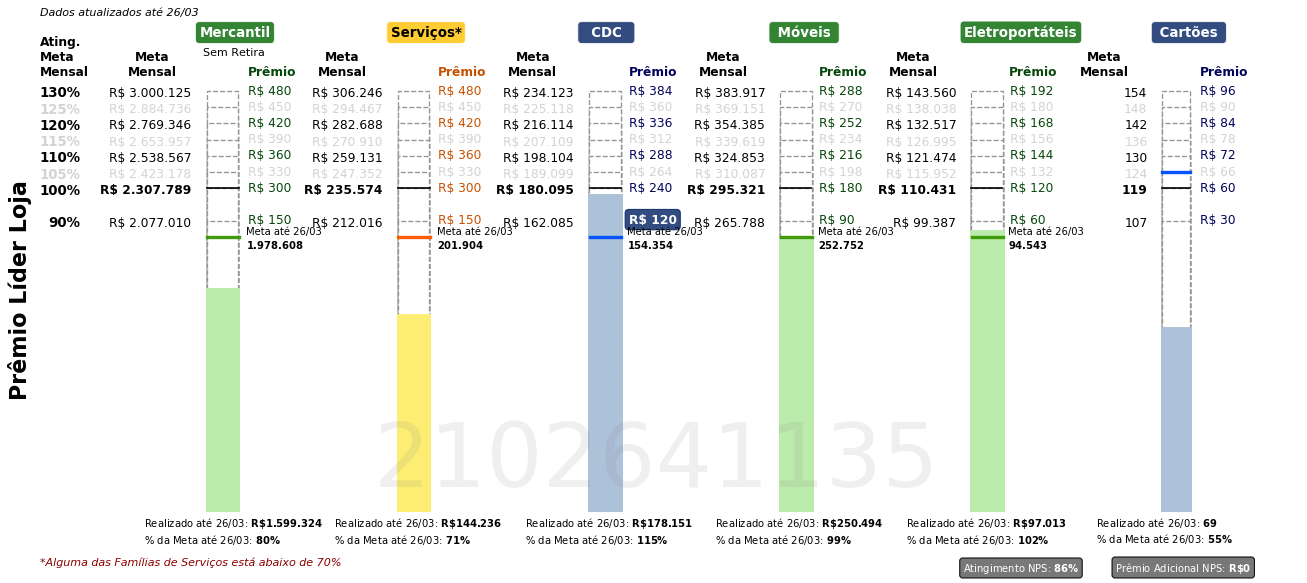 Dados atualizados até 26/03
Mercantil Serviços* CDC Móveis Eletroportáteis Cartões
Sem Retira
Ating. Meta Mensal
Meta Mensal Prêmio Meta Mensal Prêmio Meta Mensal Prêmio Meta Mensal Prêmio Meta Mensal Prêmio Meta Mensal Prêmio
130% R$ 3.000.125 R$ 480 R$ 306.246 R$ 480 R$ 234.123 R$ 384 R$ 383.917 R$ 288 R$ 143.560 R$ 192 154 R$ 96
125% R$ 2.884.736 R$ 450 R$ 294.467 R$ 450 R$ 225.118 R$ 360 R$ 369.151 R$ 270 R$ 138.038 R$ 180 148 R$ 90
120% R$ 2.769.346 R$ 420 R$ 282.688 R$ 420 R$ 216.114 R$ 336 R$ 354.385 R$ 252 R$ 132.517 R$ 168 142 R$ 84
115% R$ 2.653.957 R$ 390 R$ 270.910 R$ 390 R$ 207.109 R$ 312 R$ 339.619 R$ 234 R$ 126.995 R$ 156 136 R$ 78
110% R$ 2.538.567 R$ 360 R$ 259.131 R$ 360 R$ 198.104 R$ 288 R$ 324.853 R$ 216 R$ 121.474 R$ 144 130 R$ 72
105% R$ 2.423.178 R$ 330 R$ 247.352 R$ 330 R$ 189.099 R$ 264 R$ 310.087 R$ 198 R$ 115.952 R$ 132 124 R$ 66
100% R$ 2.307.789 R$ 300 R$ 235.574 R$ 300 R$ 180.095 R$ 240 R$ 295.321 R$ 180 R$ 110.431 R$ 120 119 R$ 60
90% R$ 2.077.010 R$ 150 R$ 212.016 R$ 150 R$ 162.085 R$ 120 R$ 265.788 R$ 90 R$ 99.387 R$ 60 107 R$ 30
Meta até 26/03 Meta até 26/03 Meta até 26/03 Meta até 26/03 Meta até 26/03
1.978.608 201.904 154.354 252.752 94.543
Prêmio Líder Loja
2102641135
Realizado até 26/03: R$1.599.324 Realizado até 26/03: R$144.236 Realizado até 26/03: R$178.151 Realizado até 26/03: R$250.494 Realizado até 26/03: R$97.013 Realizado até 26/03: 69
% da Meta até 26/03: 80% % da Meta até 26/03: 71% % da Meta até 26/03: 115% % da Meta até 26/03: 99% % da Meta até 26/03: 102% % da Meta até 26/03: 55%
*Alguma das Famílias de Serviços está abaixo de 70%
Atingimento NPS: 86% Prêmio Adicional NPS: R$0